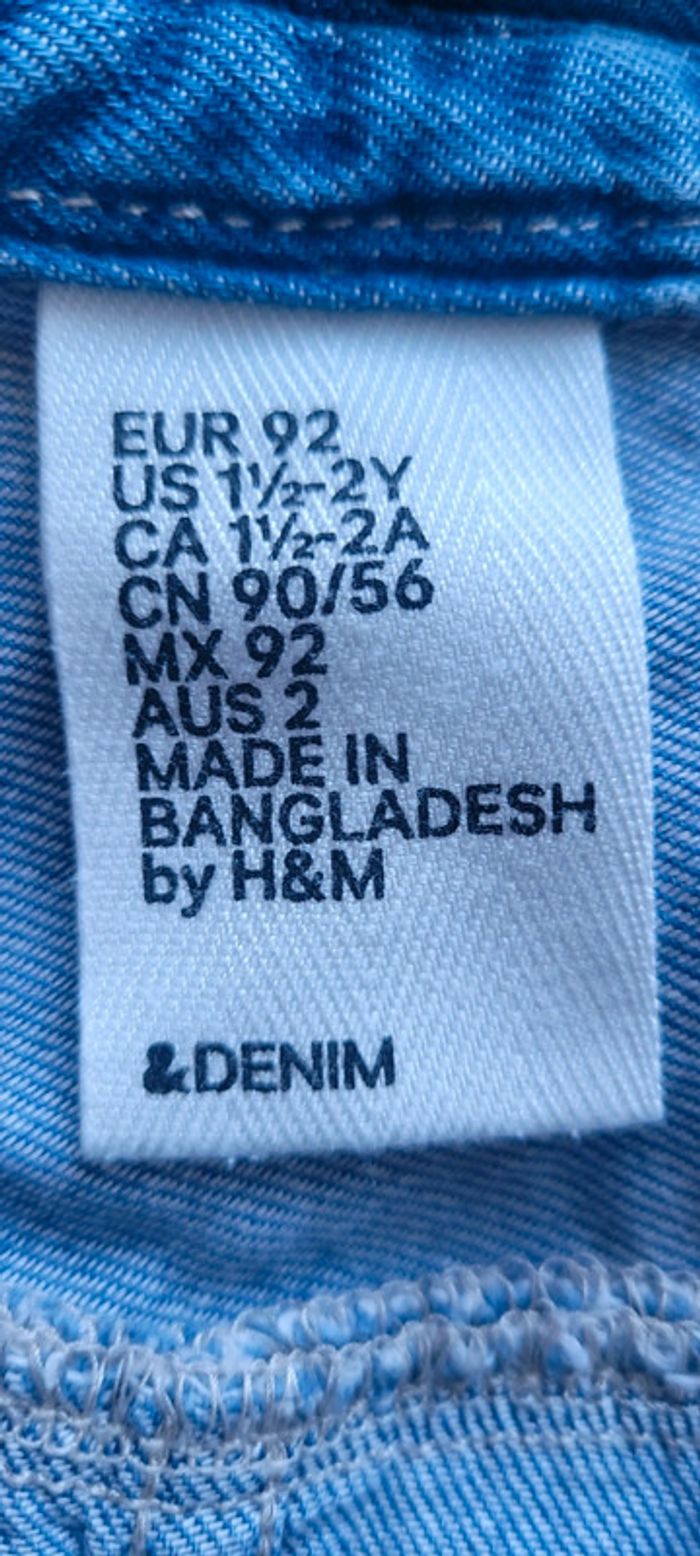 EUR 92
US 1½-2Y
CA 1½-2A
CN 90/56
MX 92
AUS 2
MADE IN
BANGLADESH
by H&M
&DENIM